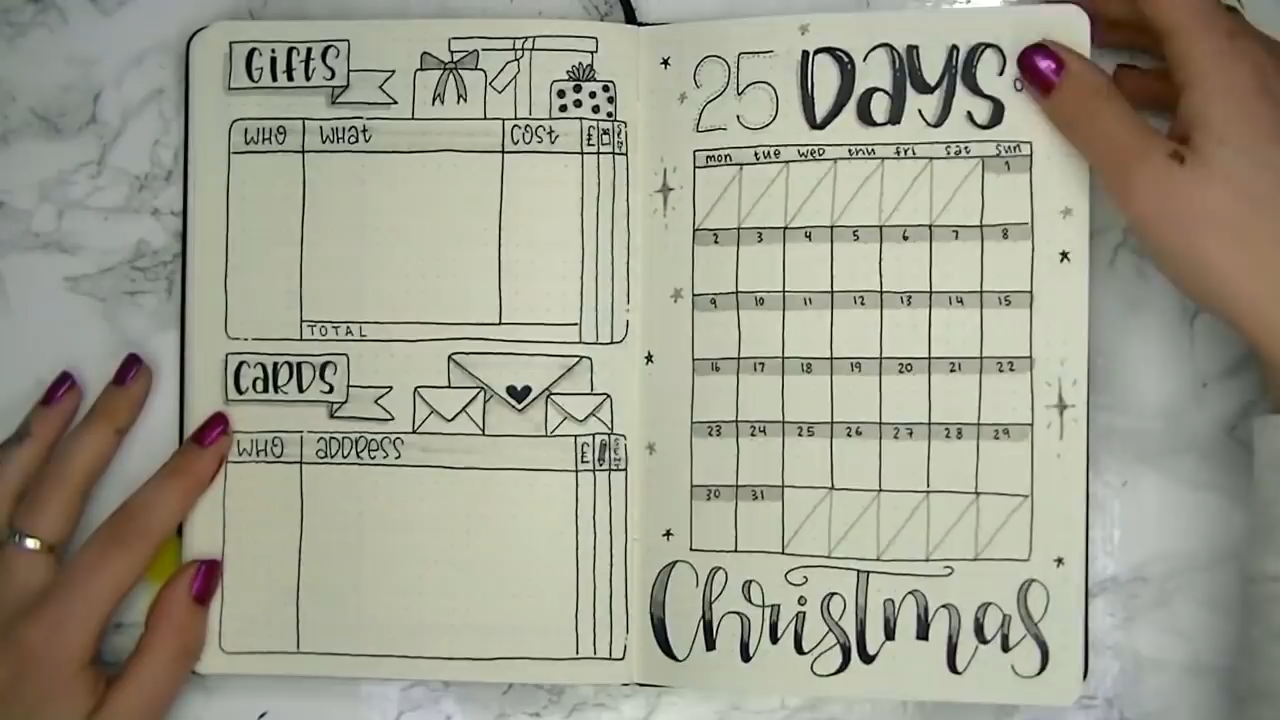 Gifts
WHO What COSt £ SENT
TOTAL
CARDS
WHO ADDRESS £ SENT
25 DAYS
mon tue wed thu fri sat sun
1
2 3 4 5 6 7 8
9 10 11 12 13 14 15
16 17 18 19 20 21 22
23 24 25 26 27 28 29
30 31
Christmas